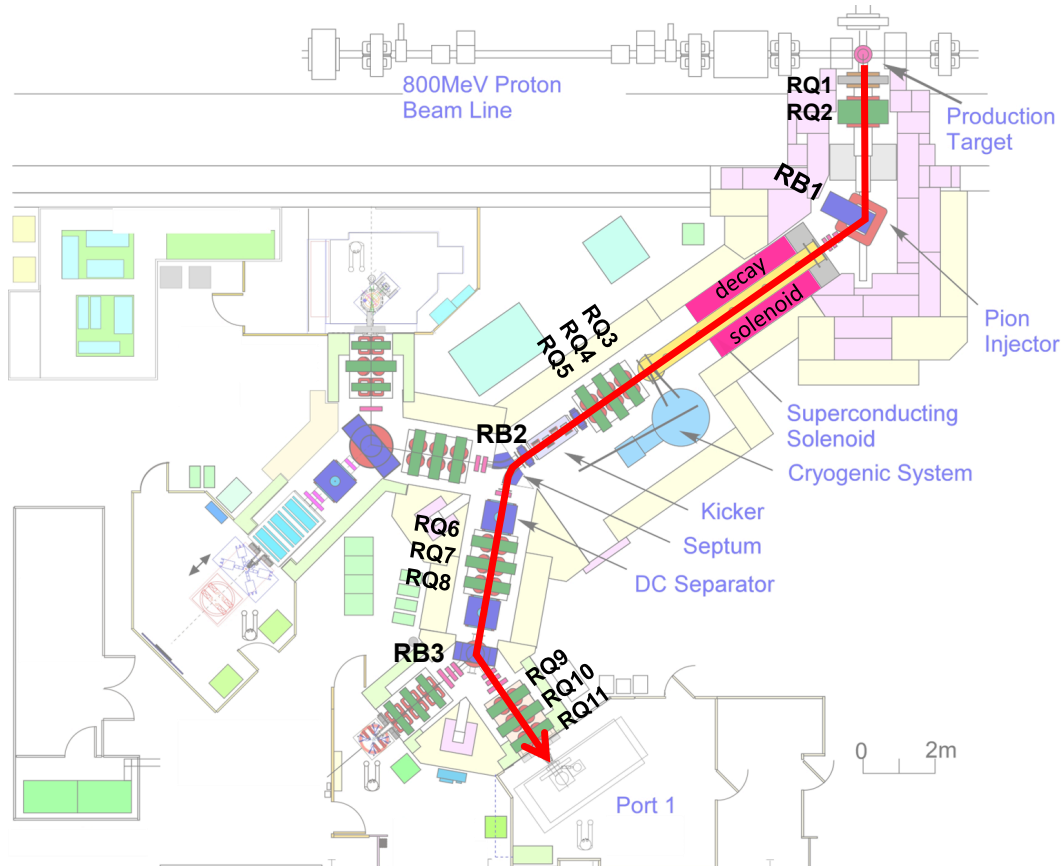 800MeV Proton
Beam Line
RQ1
RQ2
Production
Target
RB1
decay
solenoid
Pion
Injector
RQ3
RQ4
RQ5
Superconducting
Solenoid
Cryogenic System
RB2
Kicker
Septum
DC Separator
RQ6
RQ7
RQ8
RB3
RQ9
RQ10
RQ11
0 2m
Port 1